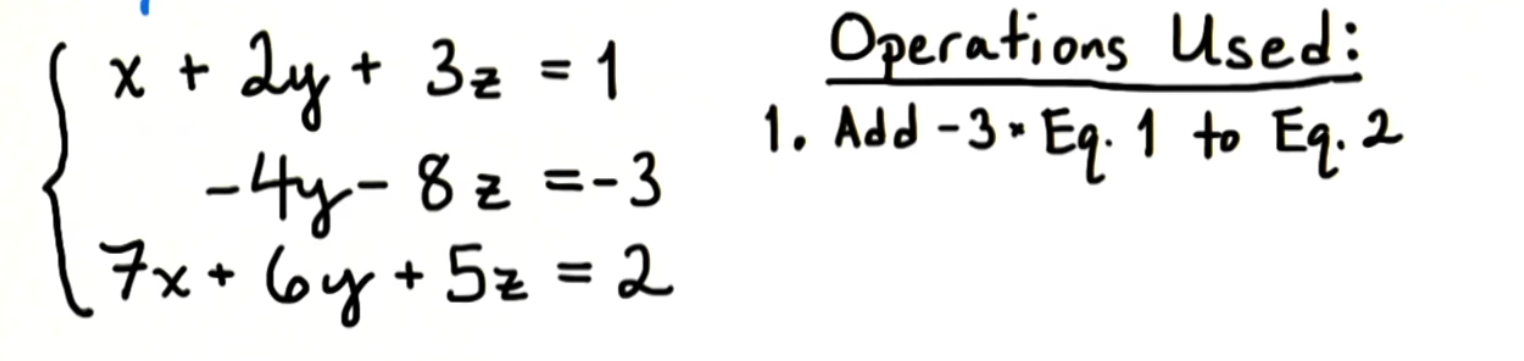 x + 2y + 3z = 1
-4y - 8z = -3
7x + 6y + 5z = 2
Operations Used:
1. Add -3 * Eq. 1 to Eq. 2